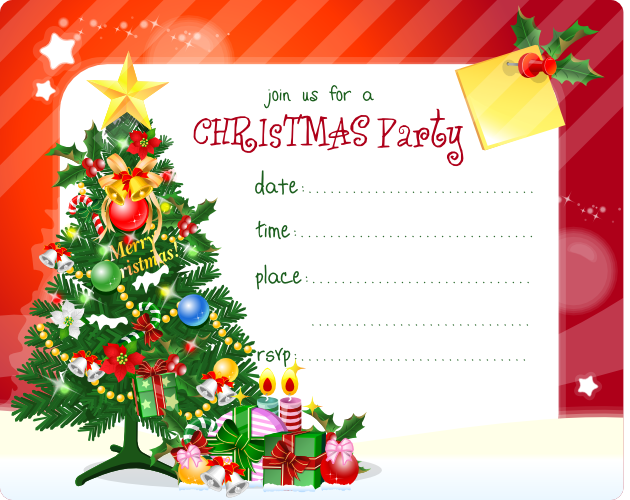 join us for a
CHRISTMAS Party
date:
time:
place:
rsvp:
Merry
Christmas!